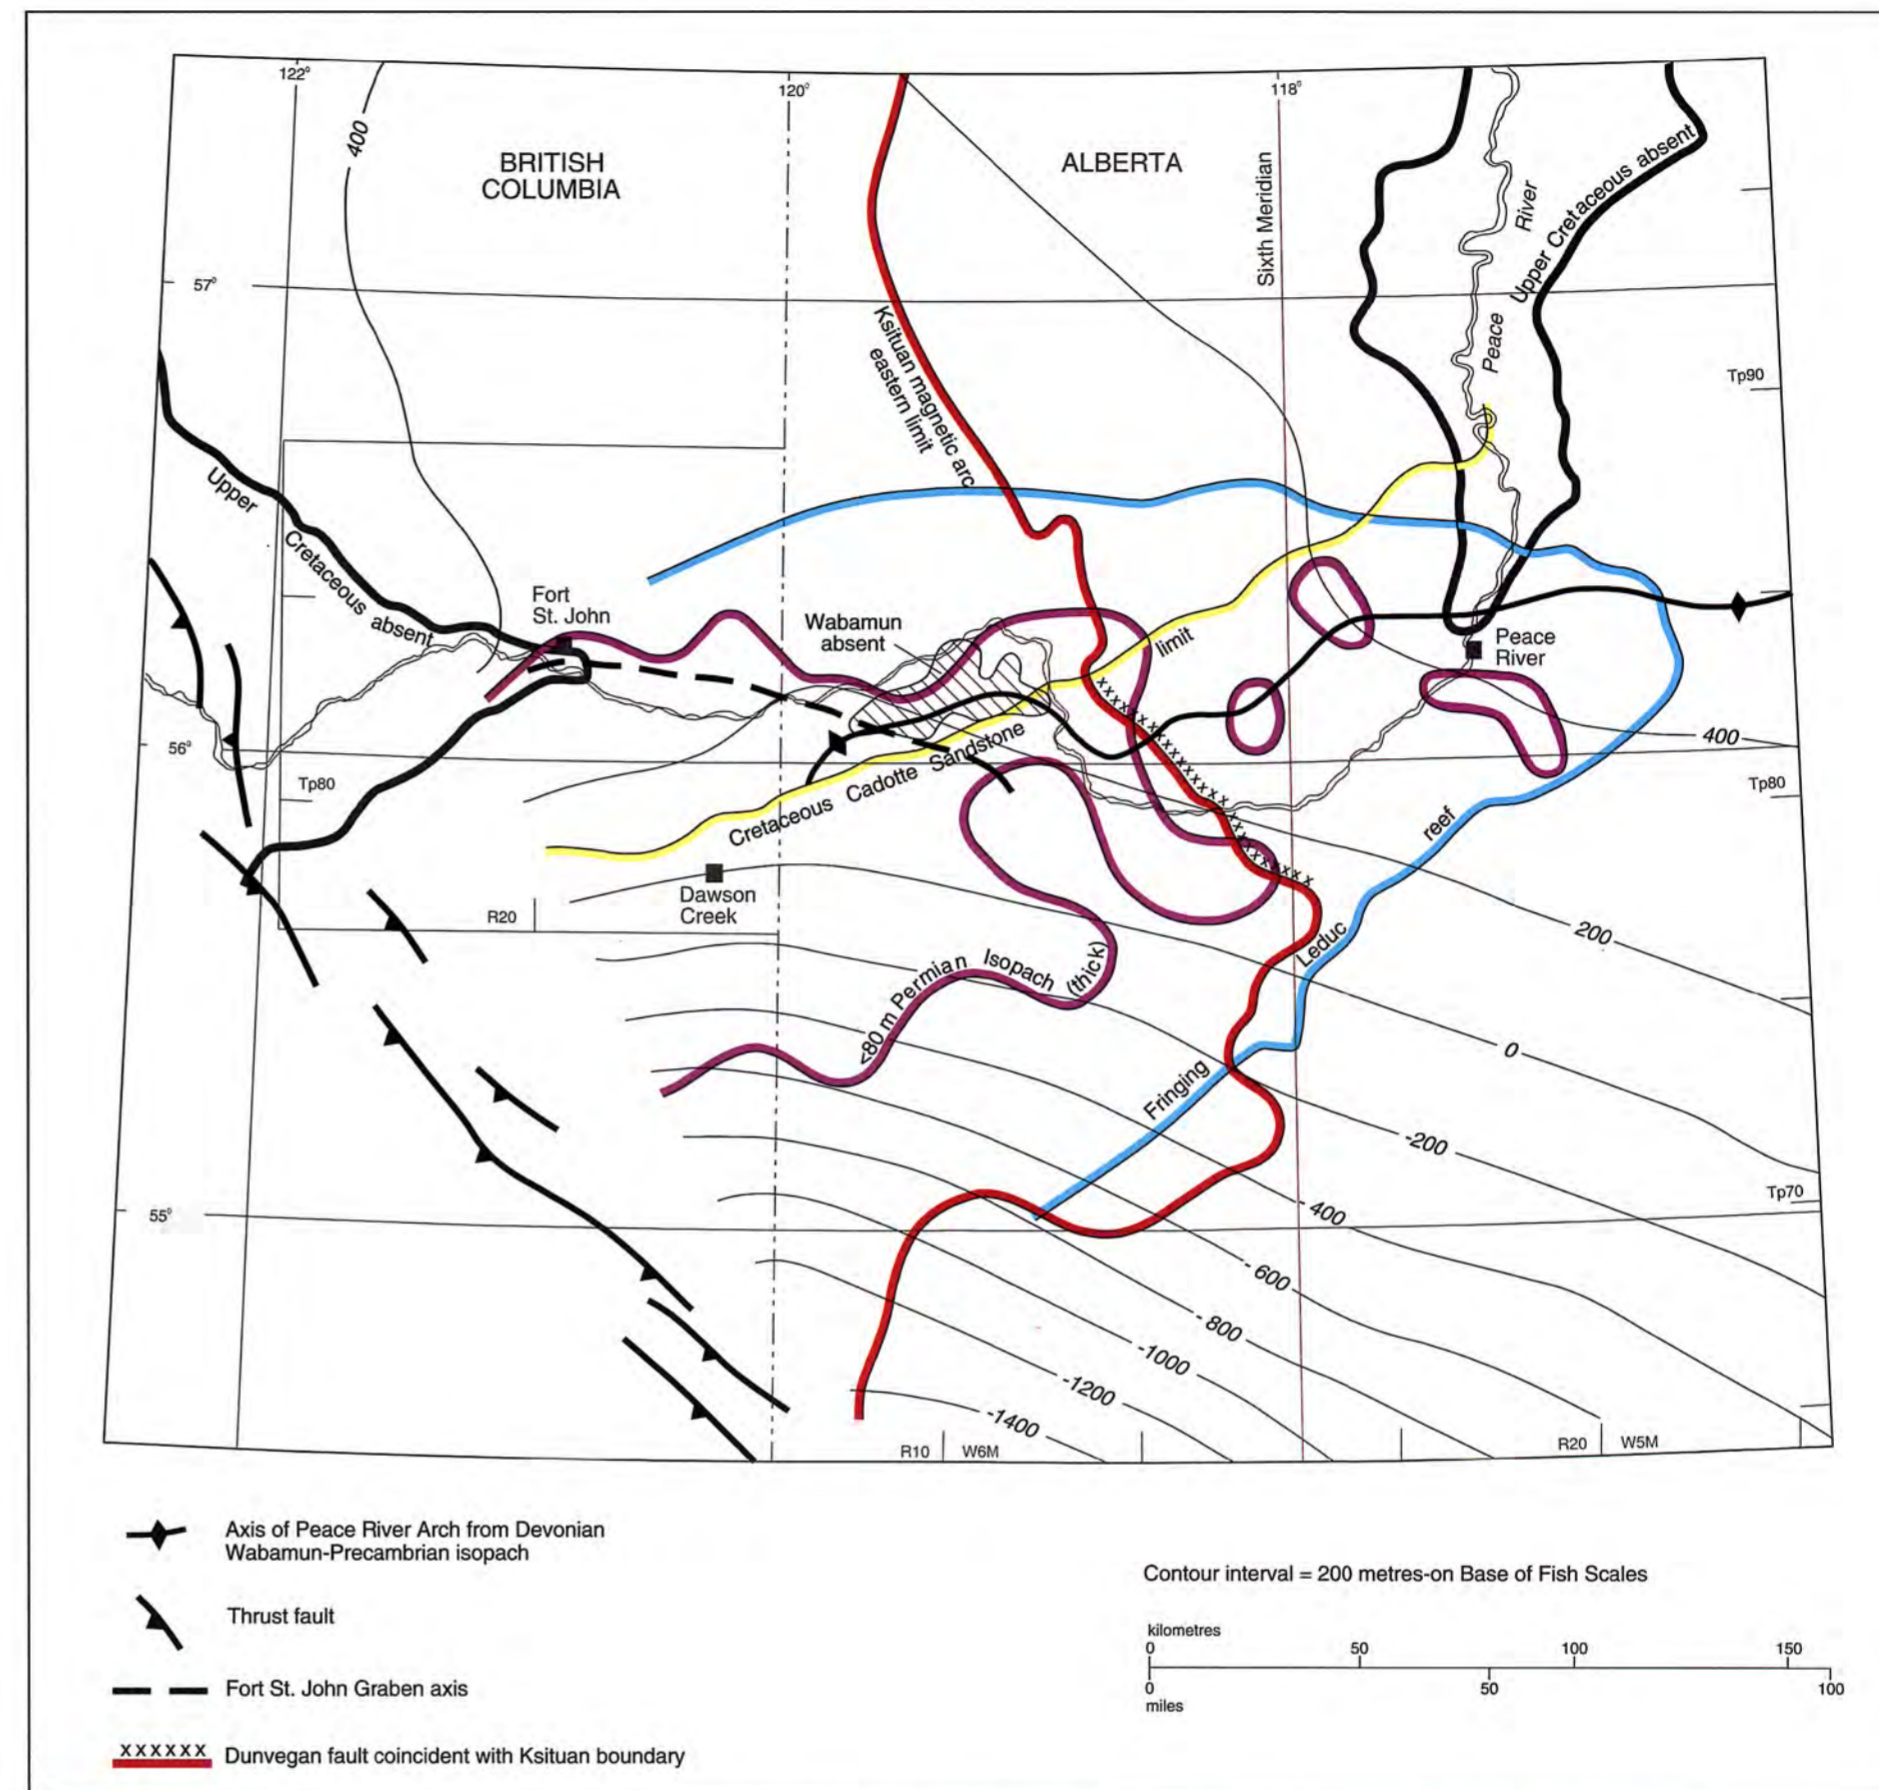 122°
120°
118°
400
BRITISH
COLUMBIA
ALBERTA
Sixth Meridian
River
Peace
Upper Cretaceous absent
57°
Ksituan magnetic arc
eastern limit
Tp90
Upper
Cretaceous absent
Fort
St. John
Wabamun
absent
limit
Peace
River
56°
400
Tp80
Cretaceous Cadotte Sandstone
Tp80
reef
Dawson
Creek
R20
Leduc
200
<80 m Permian Isopach (thick)
0
Fringing
-200
Tp70
55°
-400
-600
-800
-1000
-1200
-1400
R10 W6M
R20 W5M
Axis of Peace River Arch from Devonian
Wabamun-Precambrian isopach
Contour interval = 200 metres-on Base of Fish Scales
Thrust fault
kilometres
0 50 100 150
0 50 100
miles
Fort St. John Graben axis
xxxxxx
Dunvegan fault coincident with Ksituan boundary